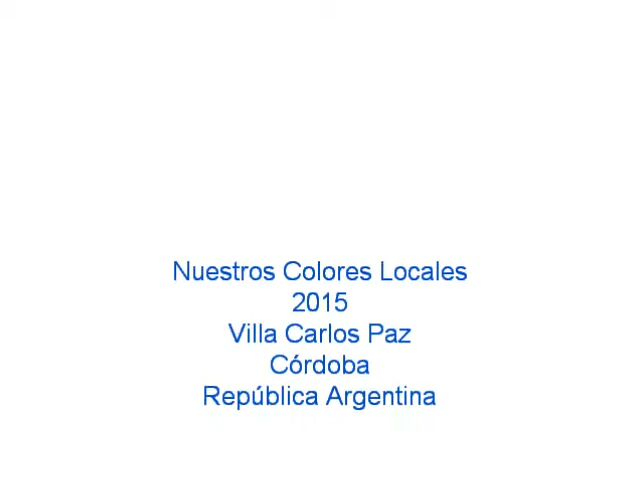 Nuestros Colores Locales
2015
Villa Carlos Paz
Córdoba
República Argentina